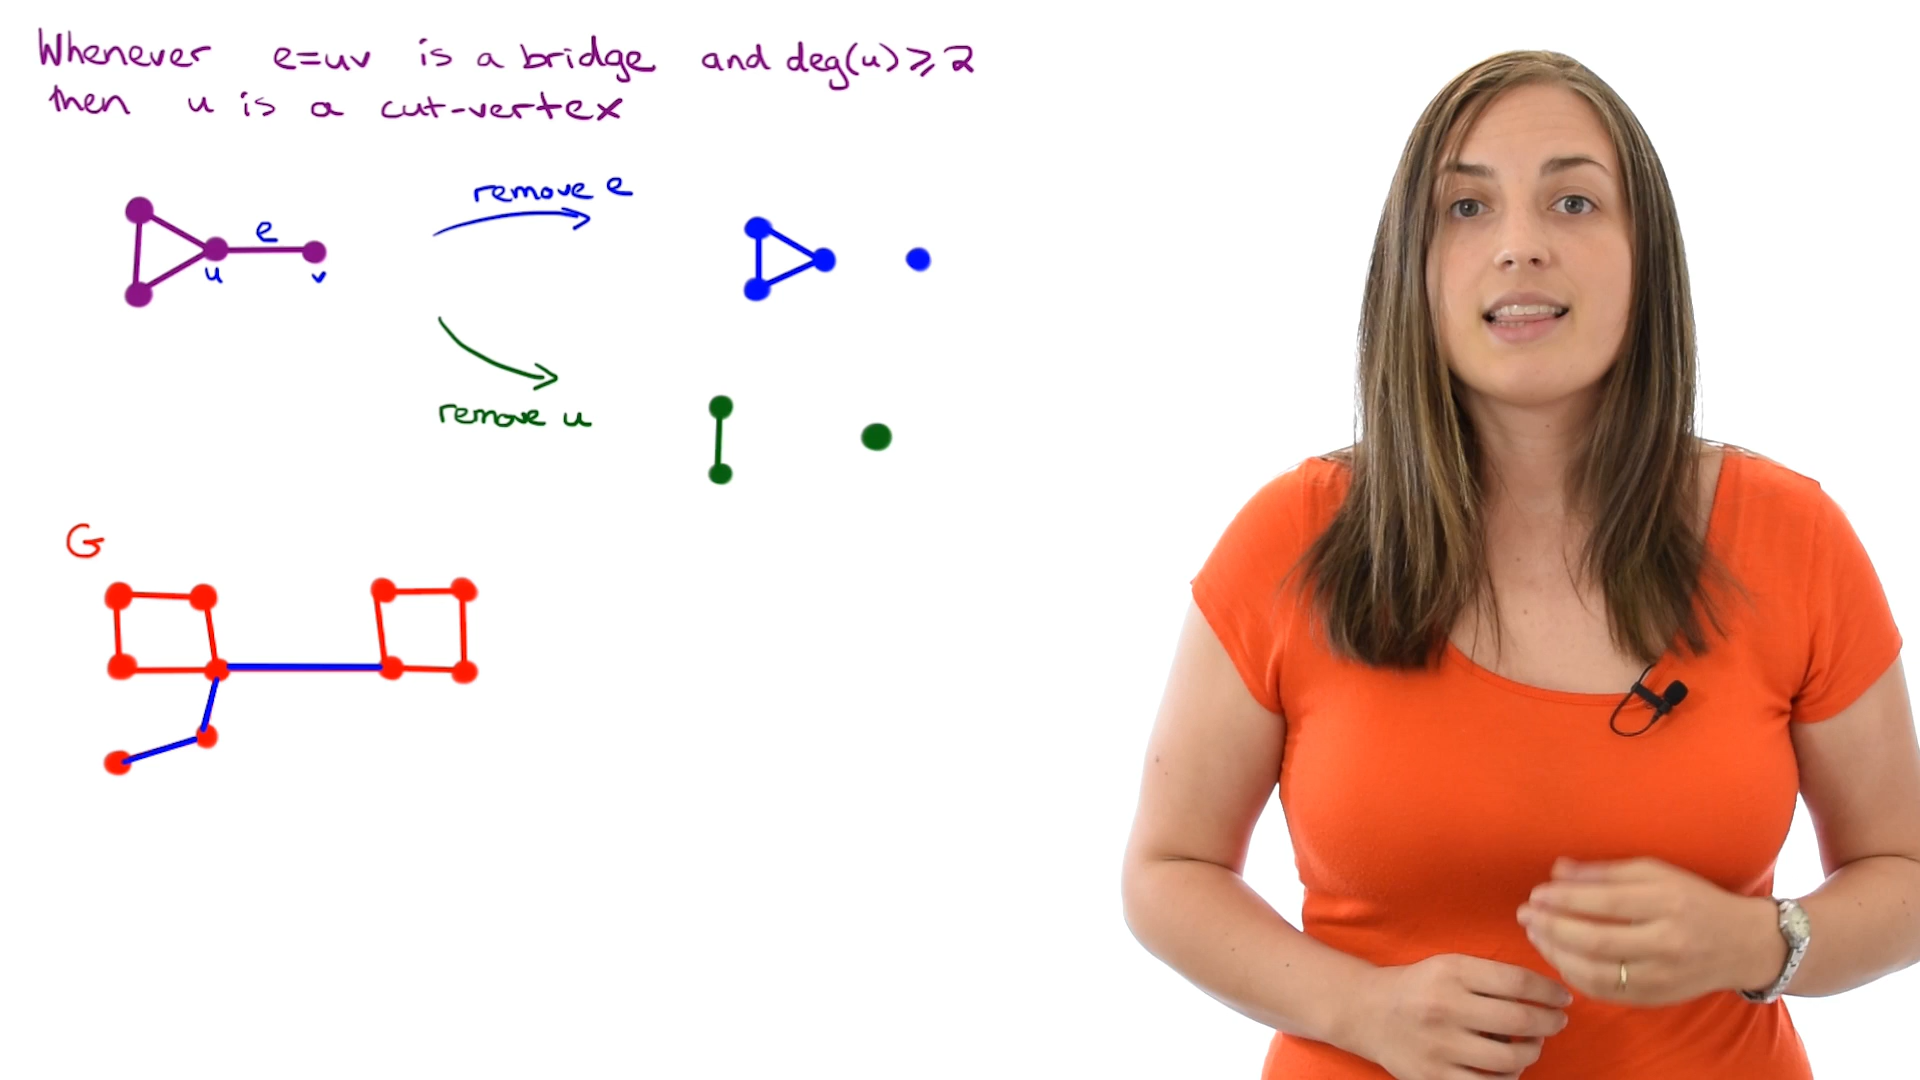 Whenever e=uv is a bridge and deg(u)⩾2
then u is a cut-vertex
remove e
e
u
v
remove u
G